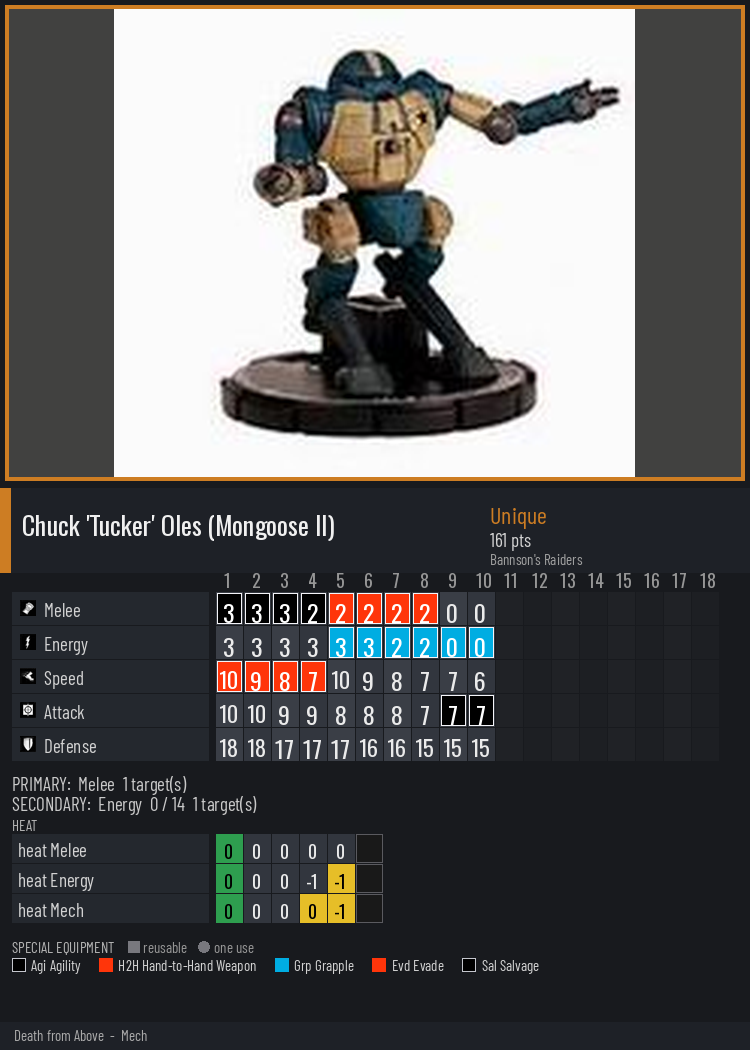 Chuck 'Tucker' Oles (Mongoose II)
Unique
161 pts
Bannson's Raiders
1 2 3 4 5 6 7 8 9 10 11 12 13 14 15 16 17 18
Melee 3 3 3 2 2 2 2 2 0 0
Energy 3 3 3 3 3 3 2 2 0 0
Speed 10 9 8 7 10 9 8 7 7 6
Attack 10 10 9 9 8 8 8 7 7 7
Defense 18 18 17 17 17 16 16 15 15 15
PRIMARY: Melee 1 target(s)
SECONDARY: Energy 0 / 14 1 target(s)
HEAT
heat Melee 0 0 0 0 0
heat Energy 0 0 0 -1 -1
heat Mech 0 0 0 0 -1
SPECIAL EQUIPMENT reusable one use
Agi Agility H2H Hand-to-Hand Weapon Grp Grapple Evd Evade Sal Salvage
Death from Above - Mech